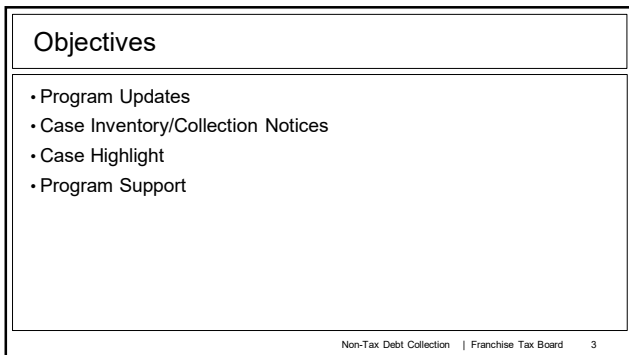 Objectives
• Program Updates
• Case Inventory/Collection Notices
• Case Highlight
• Program Support
Non-Tax Debt Collection | Franchise Tax Board 3